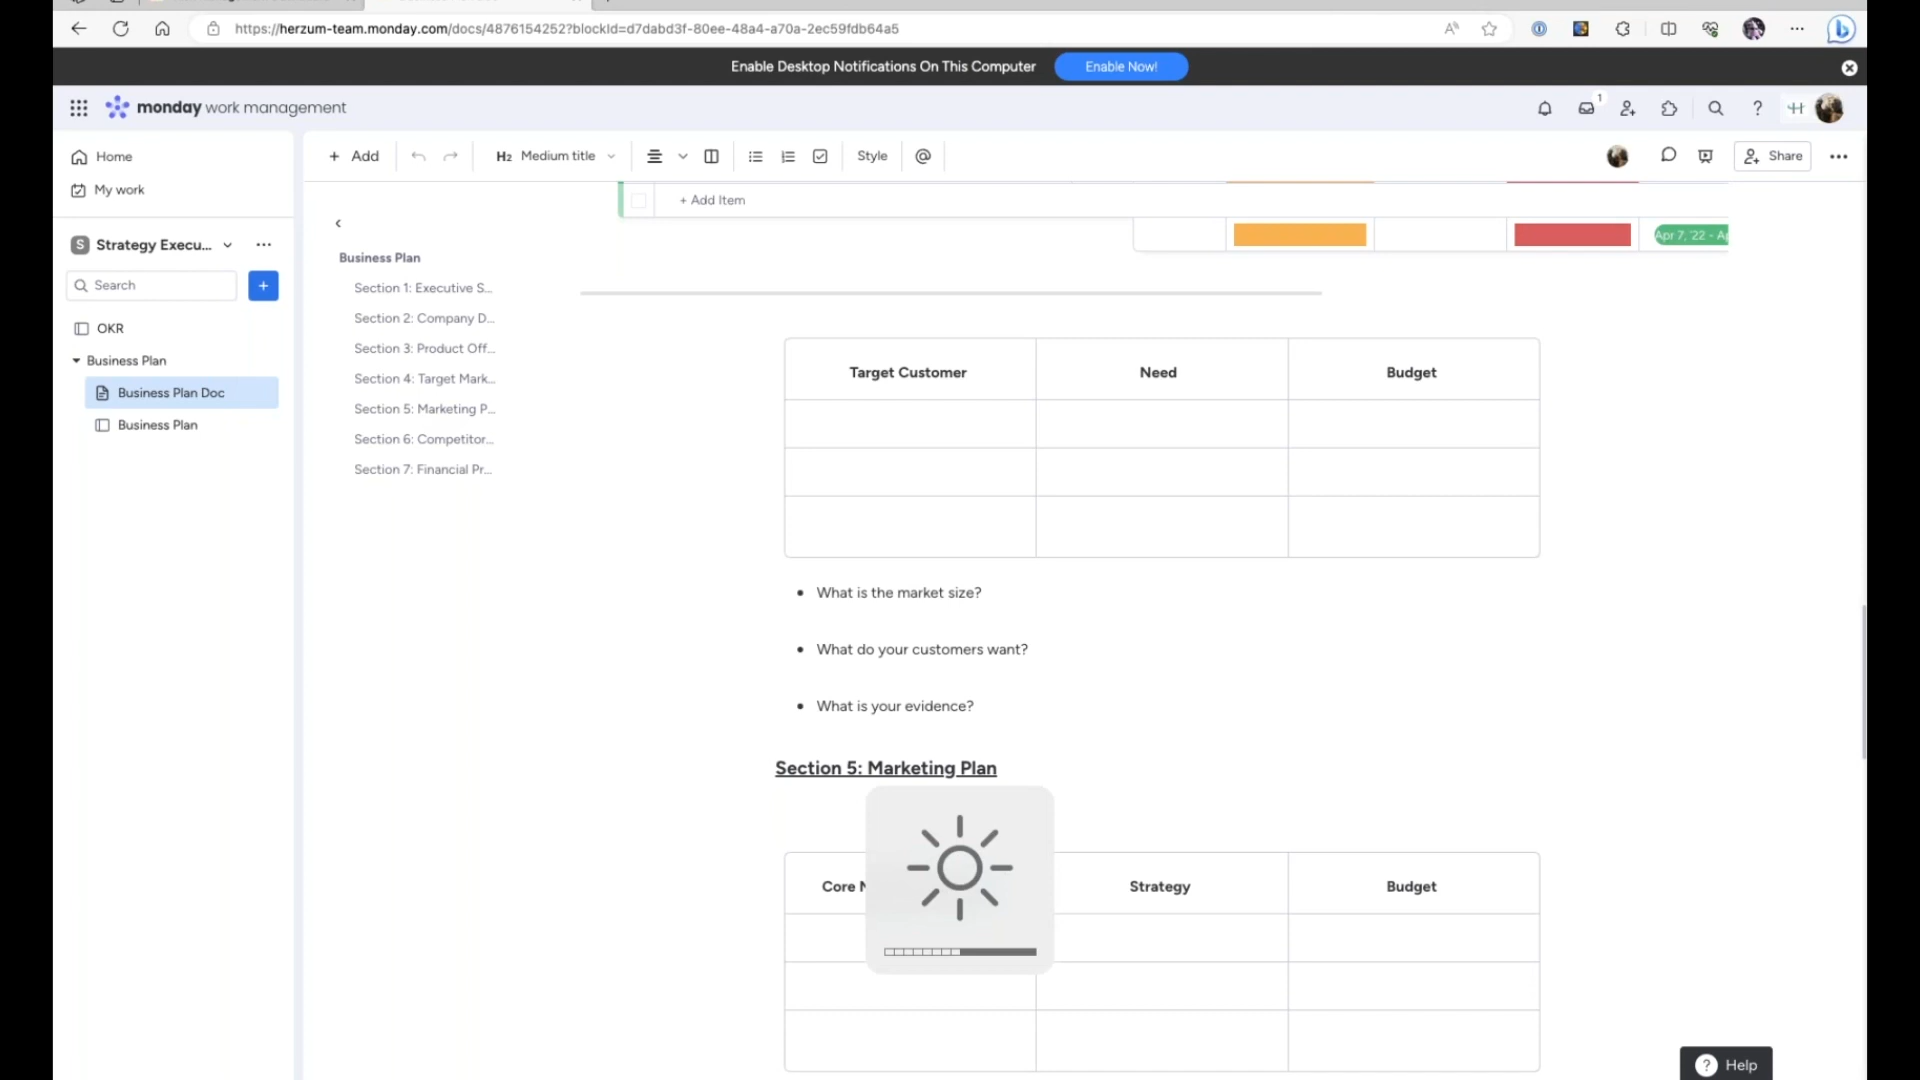 https://herzum-team.monday.com/docs/4876154252?blockId=d7dabd3f-80ee-48a4-a70a-2ec59fdb64a5
Enable Desktop Notifications On This Computer
Enable Now!
monday work management
1
Home
My work
+ Add
H2 Medium title
Style
Share
S Strategy Execu...
Search
OKR
Business Plan
Business Plan Doc
Business Plan
Business Plan
Section 1: Executive S...
Section 2: Company D...
Section 3: Product Off...
Section 4: Target Mark...
Section 5: Marketing P...
Section 6: Competitor...
Section 7: Financial Pr...
+ Add Item
Apr 7, '22 - Ap
Target Customer Need Budget
• What is the market size?
• What do your customers want?
• What is your evidence?
Section 5: Marketing Plan
Core Strategy Budget
? Help